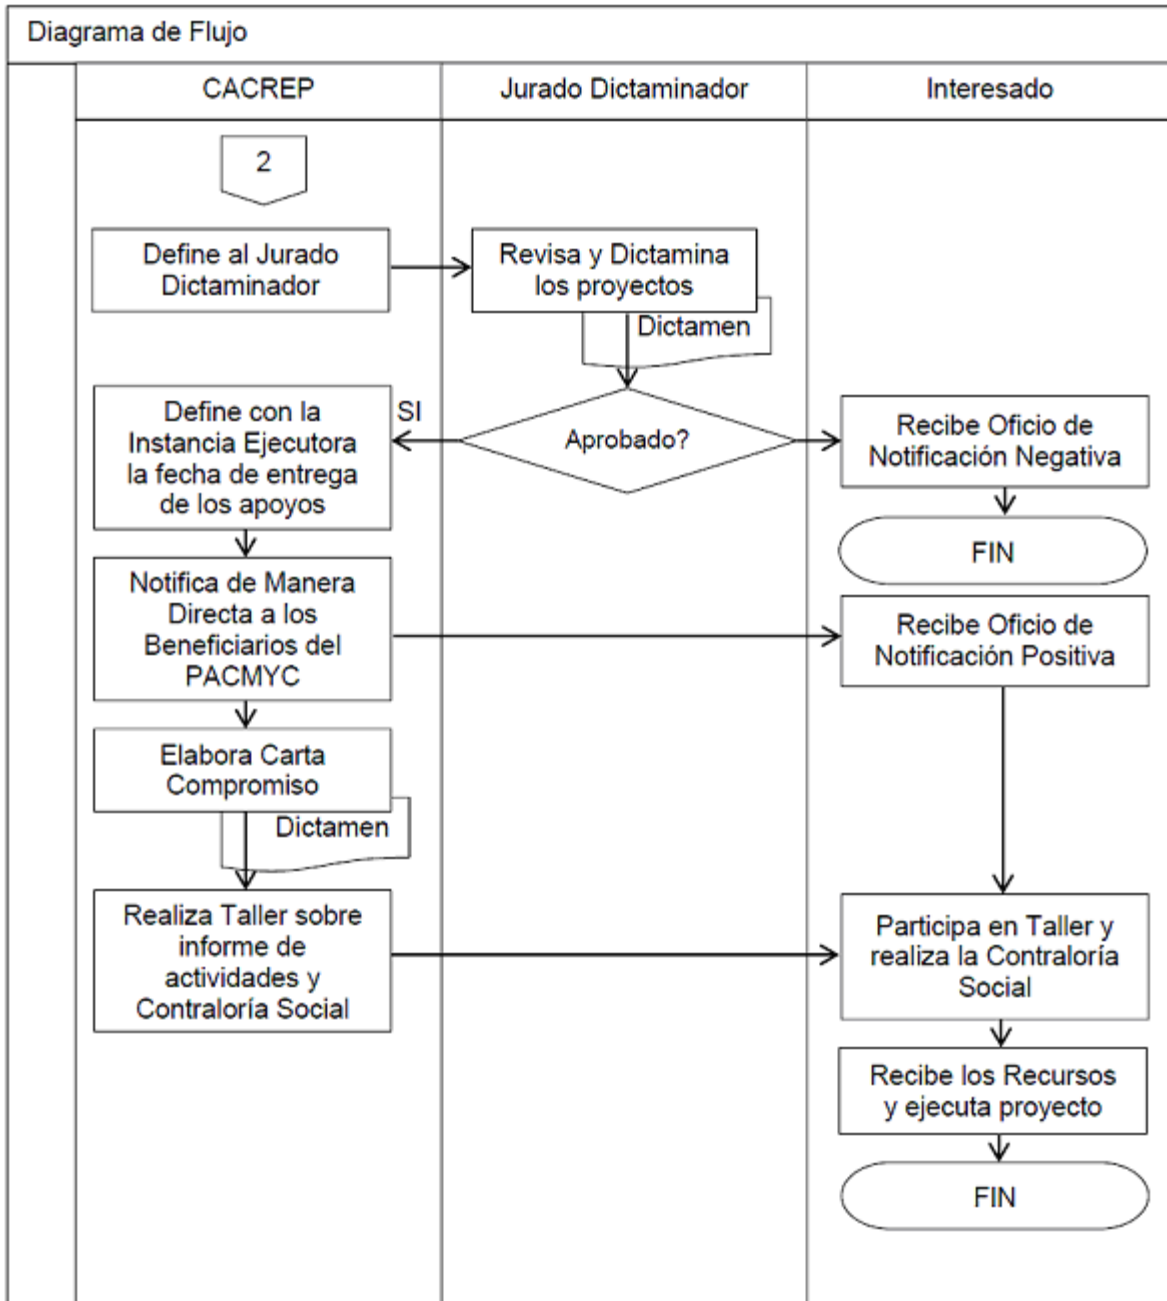 Diagrama de Flujo
CACREP
Jurado Dictaminador
Interesado
2
Define al Jurado
Dictaminador
Revisa y Dictamina
los proyectos
Dictamen
Define con la
Instancia Ejecutora
la fecha de entrega
de los apoyos
SI
Aprobado?
Recibe Oficio de
Notificación Negativa
FIN
Notifica de Manera
Directa a los
Beneficiarios del
PACMYC
Recibe Oficio de
Notificación Positiva
Elabora Carta
Compromiso
Dictamen
Realiza Taller sobre
informe de
actividades y
Contraloría Social
Participa en Taller y
realiza la Contraloría
Social
Recibe los Recursos
y ejecuta proyecto
FIN